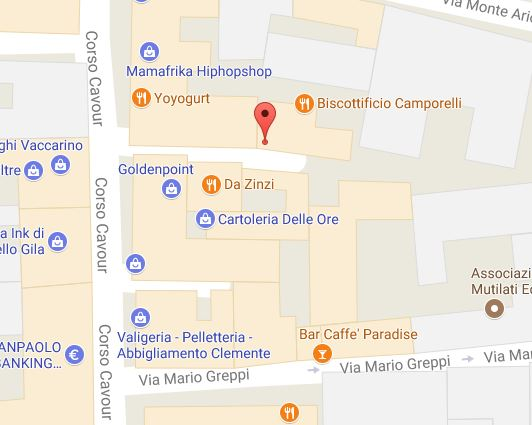 Via Monte Ario
Corso Cavour
Mamafrika Hiphopshop
Yoyogurt
Biscottificio Camporelli
ghi Vaccarino
ltre
Goldenpoint
Da Zinzi
Corso Cavour
Cartoleria Delle Ore
a Ink di
ello Gila
Associazi
Mutilati Ed
Corso Cavour
Valigeria - Pelletteria -
Abbigliamento Clemente
Bar Caffe' Paradise
ANPAOLO
BANKING...
€
Via Mario Greppi
Via Mario Greppi
Via Ma